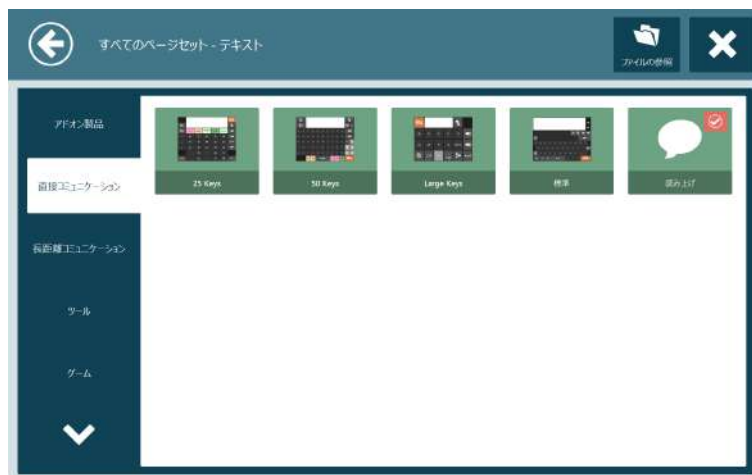 すべてのページセット - テキスト
ファイルの参照
アドオン製品
直接コミュニケーション
長距離コミュニケーション
ツール
ゲーム
25 Keys
50 Keys
Large Keys
標準
読み上げ